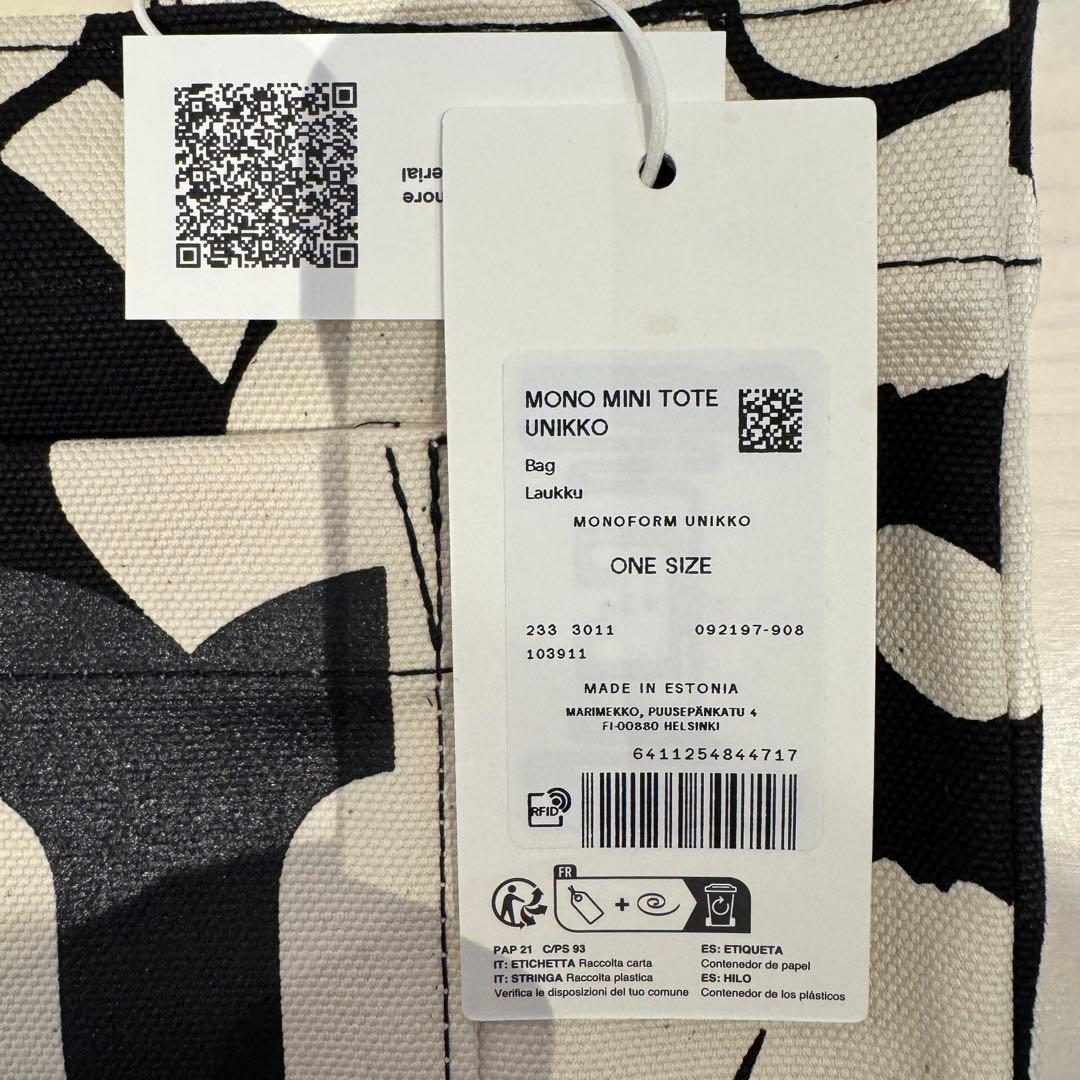 MONO MINI TOTE
UNIKKO
Bag
Laukku
MONOFORM UNIKKO
ONE SIZE
233 3011 092197-908
103911
MADE IN ESTONIA
MARIMEKKO, PUUSEPÄNKATU 4
FI-00880 HELSINKI
6411254844717
RFID
FR
PAP 21 C/PS 93
IT: ETICHETTA Raccolta carta
IT: STRINGA Raccolta plastica
Verifica le disposizioni del tuo comune
ES: ETIQUETA
Contenedor de papel
ES: HILO
Contenedor de los plásticos